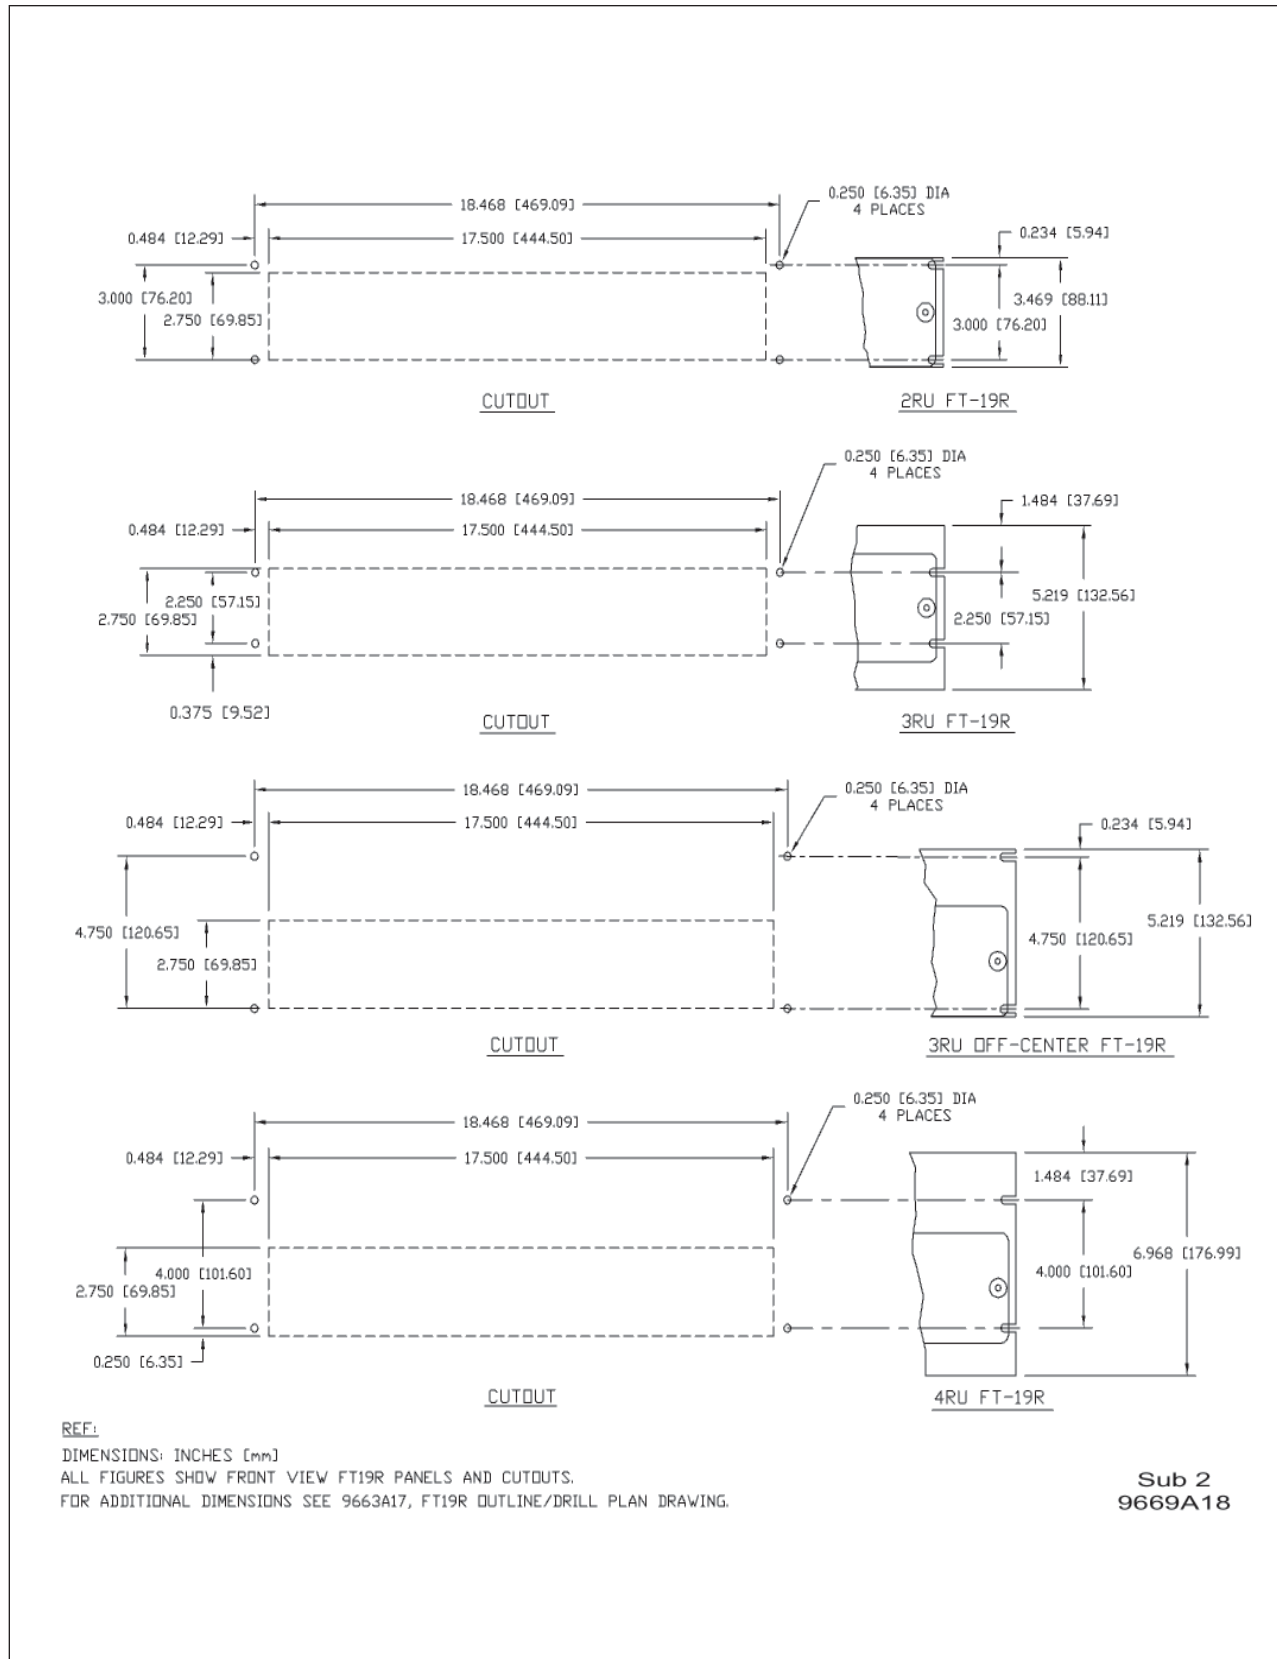 18.468 [469.09]
0.250 [6.35] DIA
4 PLACES
0.484 [12.29]
17.500 [444.50]
0.234 [5.94]
3.000 [76.20]
2.750 [69.85]
3.469 [88.11]
3.000 [76.20]
CUTOUT
2RU FT-19R
0.250 [6.35] DIA
4 PLACES
18.468 [469.09]
1.484 [37.69]
0.484 [12.29]
17.500 [444.50]
2.250 [57.15]
2.750 [69.85]
5.219 [132.56]
2.250 [57.15]
0.375 [9.52]
CUTOUT
3RU FT-19R
18.468 [469.09]
0.250 [6.35] DIA
4 PLACES
0.484 [12.29]
17.500 [444.50]
0.234 [5.94]
4.750 [120.65]
2.750 [69.85]
4.750 [120.65]
5.219 [132.56]
CUTOUT
3RU OFF-CENTER FT-19R
0.250 [6.35] DIA
4 PLACES
18.468 [469.09]
0.484 [12.29]
17.500 [444.50]
1.484 [37.69]
4.000 [101.60]
2.750 [69.85]
6.968 [176.99]
4.000 [101.60]
0.250 [6.35]
CUTOUT
4RU FT-19R
REF:
DIMENSIONS: INCHES [mm]
ALL FIGURES SHOW FRONT VIEW FT19R PANELS AND CUTOUTS.
FOR ADDITIONAL DIMENSIONS SEE 9663A17, FT19R OUTLINE/DRILL PLAN DRAWING.
Sub 2
9669A18